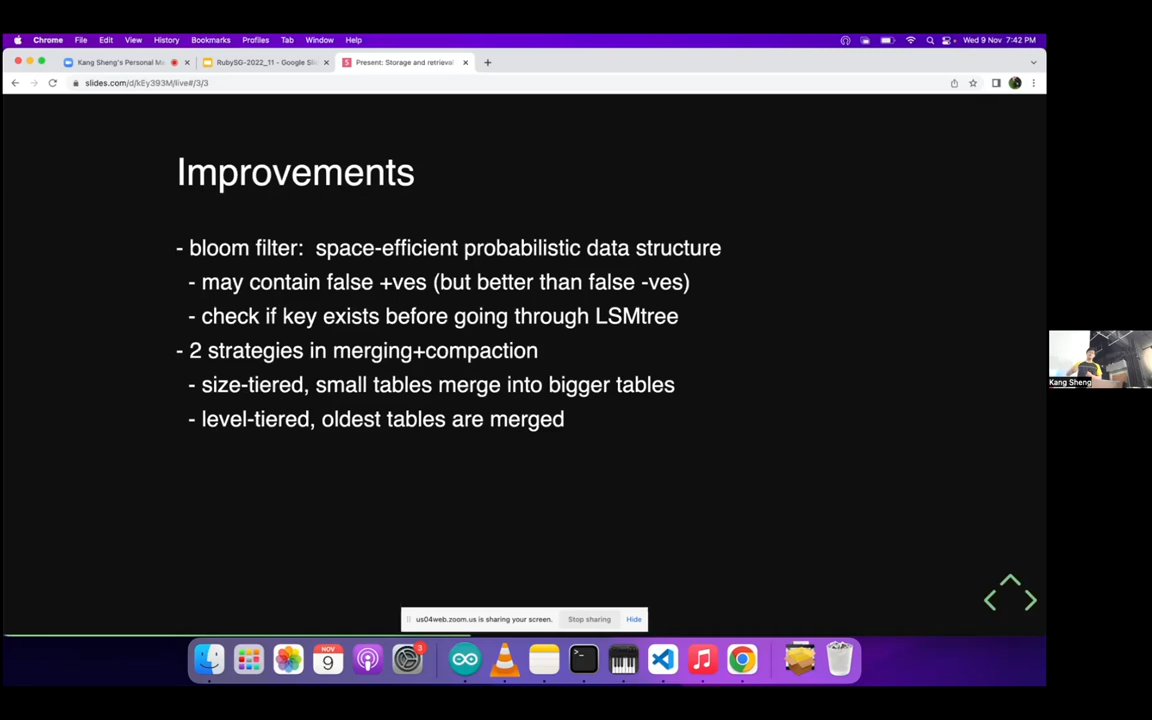 Chrome File Edit View History Bookmarks Profiles Tab Window Help Wed 9 Nov 7:42 PM
Kang Sheng's Personal Me RubySG-2022_11 - Google Sli Present: Storage and retrieval
slides.com/d/kEy393M/live#/3/3
Improvements
- bloom filter: space-efficient probabilistic data structure
- may contain false +ves (but better than false -ves)
- check if key exists before going through LSMtree
- 2 strategies in merging+compaction
- size-tiered, small tables merge into bigger tables
- level-tiered, oldest tables are merged
Kang Sheng
us04web.zoom.us is sharing your screen. Stop sharing Hide
NOV
9
3
>_